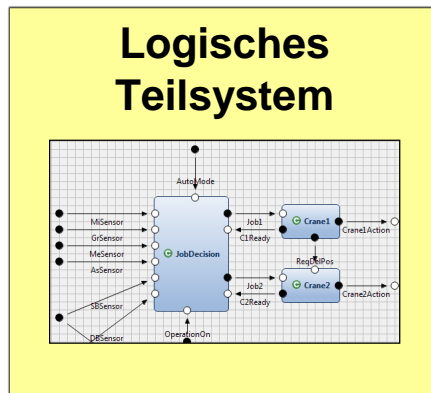 Logisches
Teilsystem
AutoMode
MiSensor
GrSensor
MeSensor
AsSensor
SBSensor
DBSensor
OperationOn
JobDecision
Job1
C1Ready
Crane1
Crane1Action
ReqDelPos
Job2
C2Ready
Crane2
Crane2Action